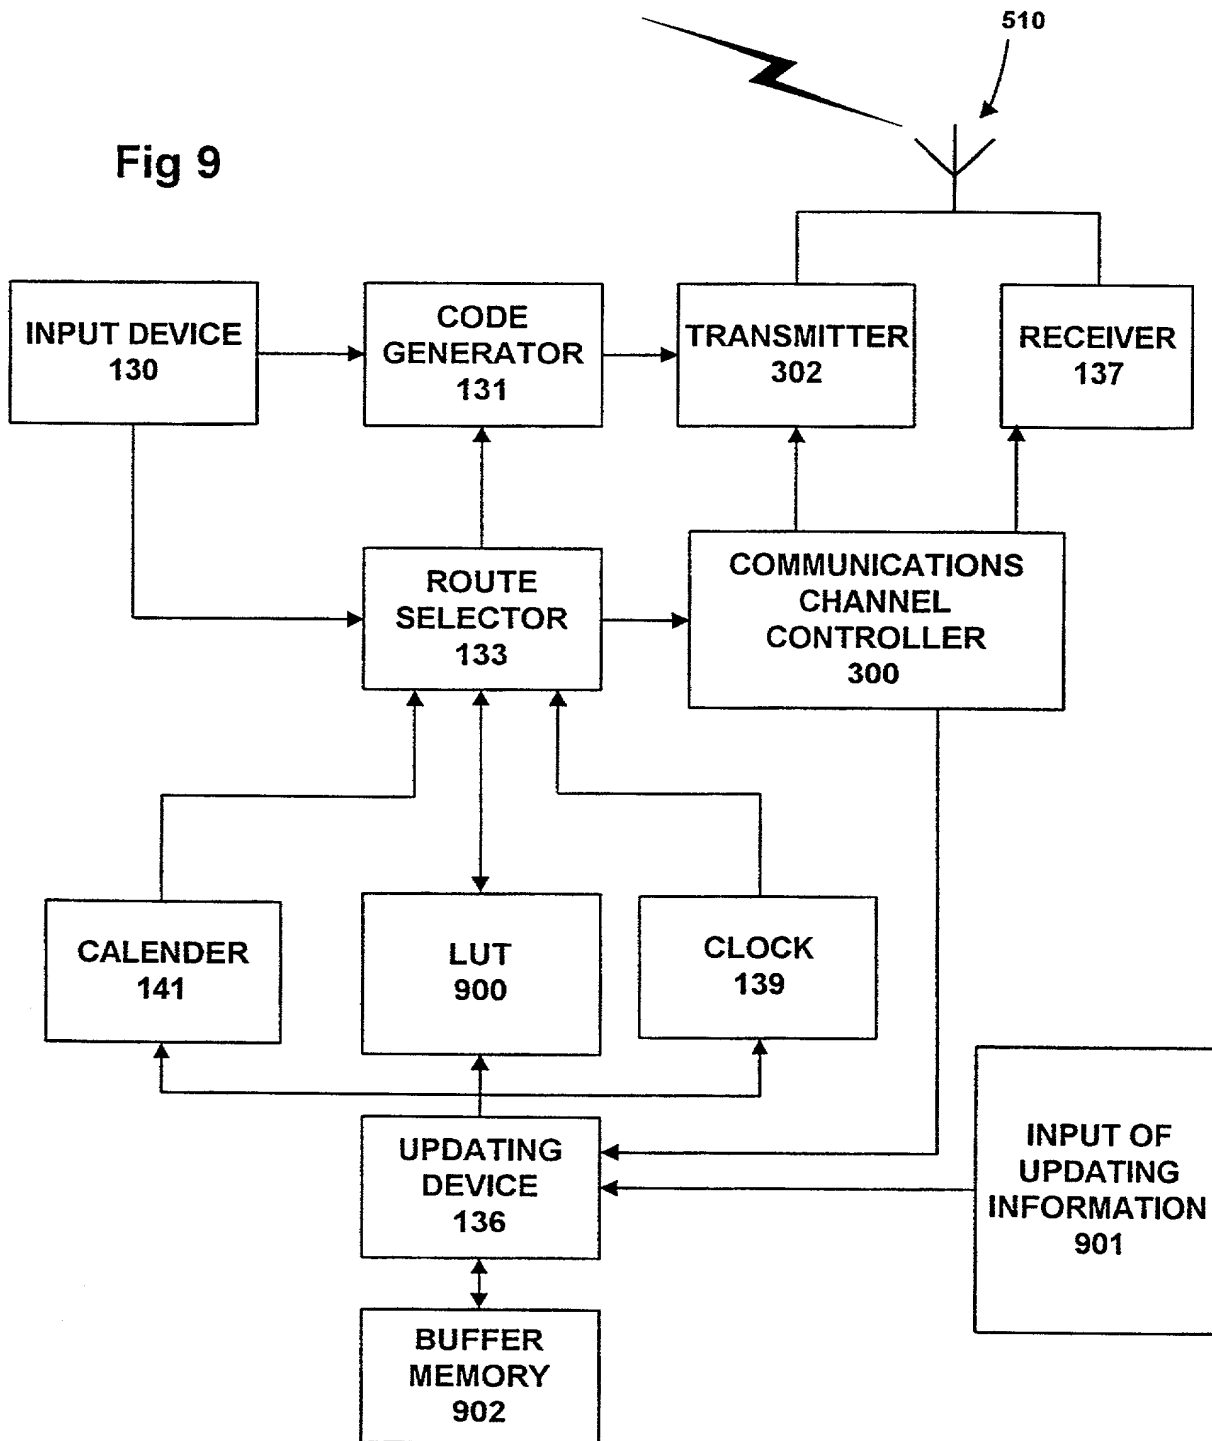 510
Fig 9
INPUT DEVICE
130
CODE
GENERATOR
131
TRANSMITTER
302
RECEIVER
137
ROUTE
SELECTOR
133
COMMUNICATIONS
CHANNEL
CONTROLLER
300
CALENDER
141
LUT
900
CLOCK
139
UPDATING
DEVICE
136
INPUT OF
UPDATING
INFORMATION
901
BUFFER
MEMORY
902